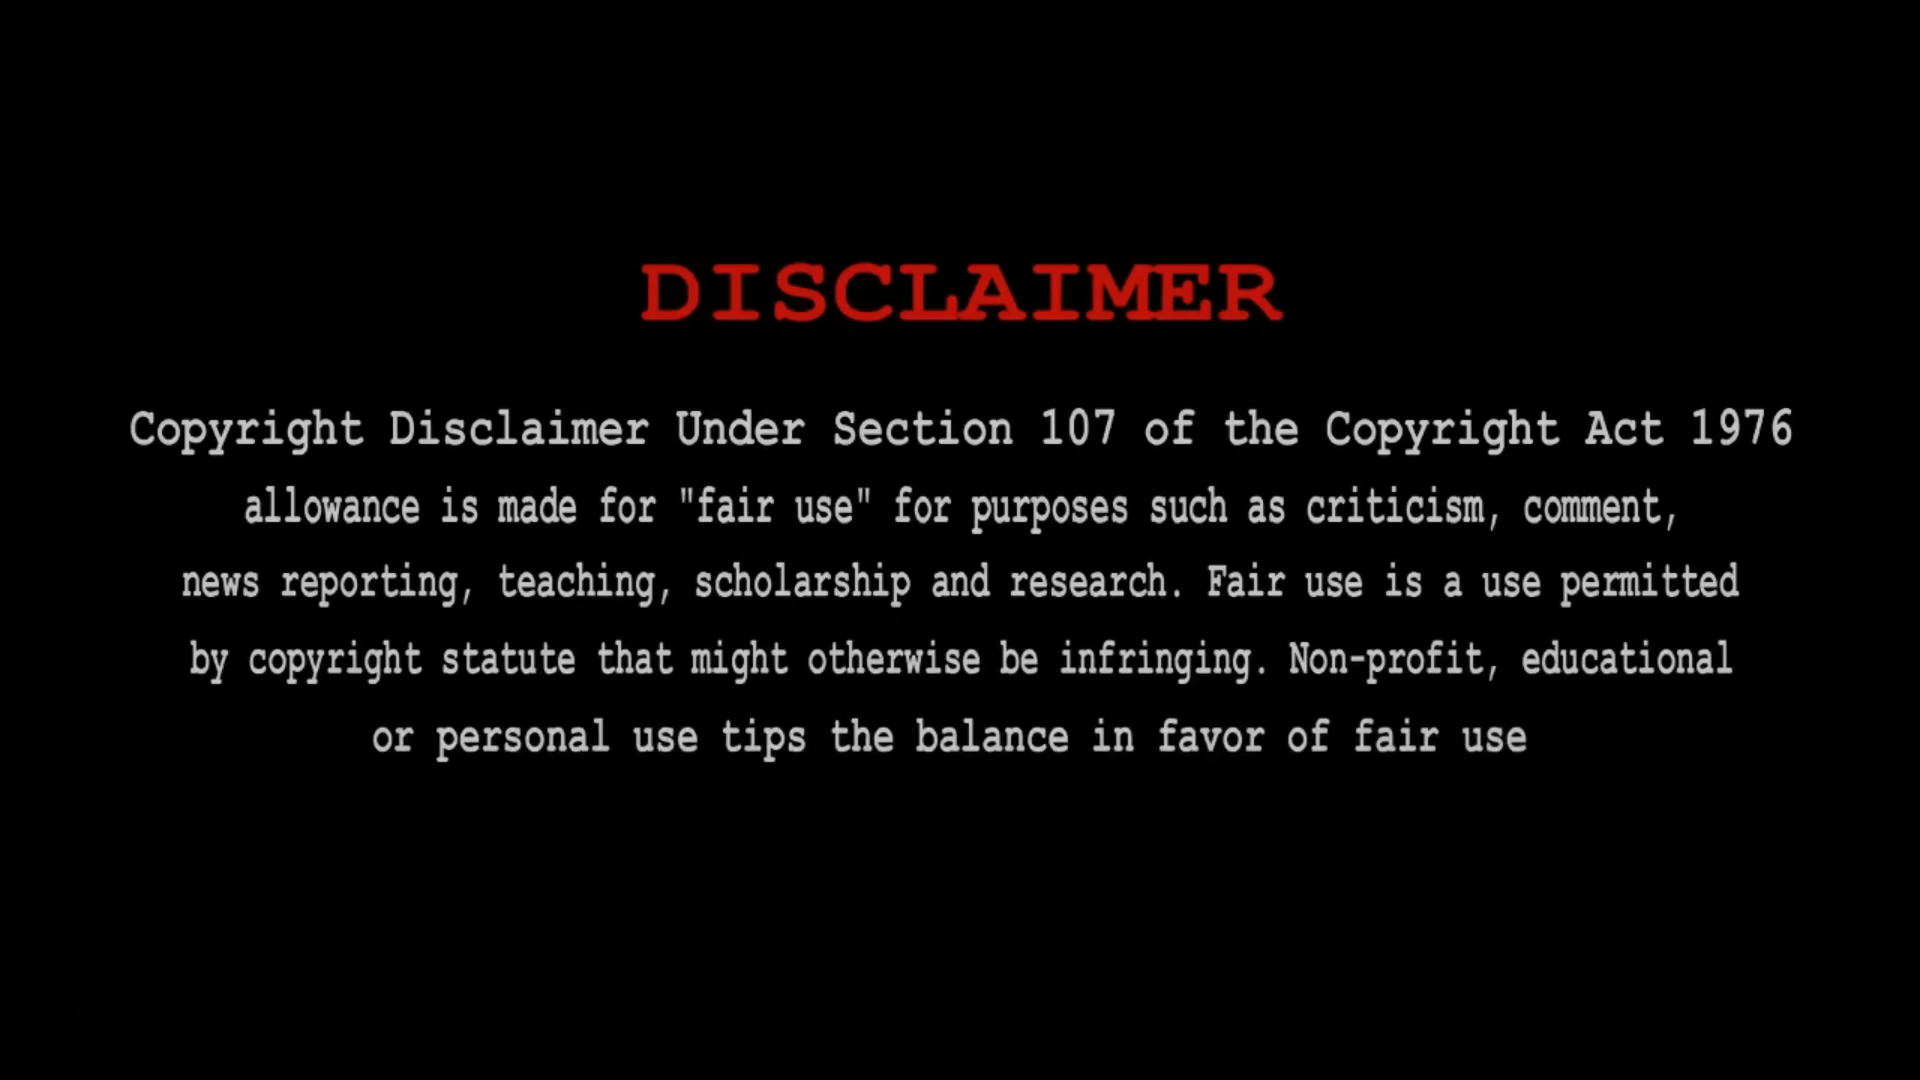 DISCLAIMER
Copyright Disclaimer Under Section 107 of the Copyright Act 1976
allowance is made for "fair use" for purposes such as criticism, comment,
news reporting, teaching, scholarship and research. Fair use is a use permitted
by copyright statute that might otherwise be infringing. Non-profit, educational
or personal use tips the balance in favor of fair use